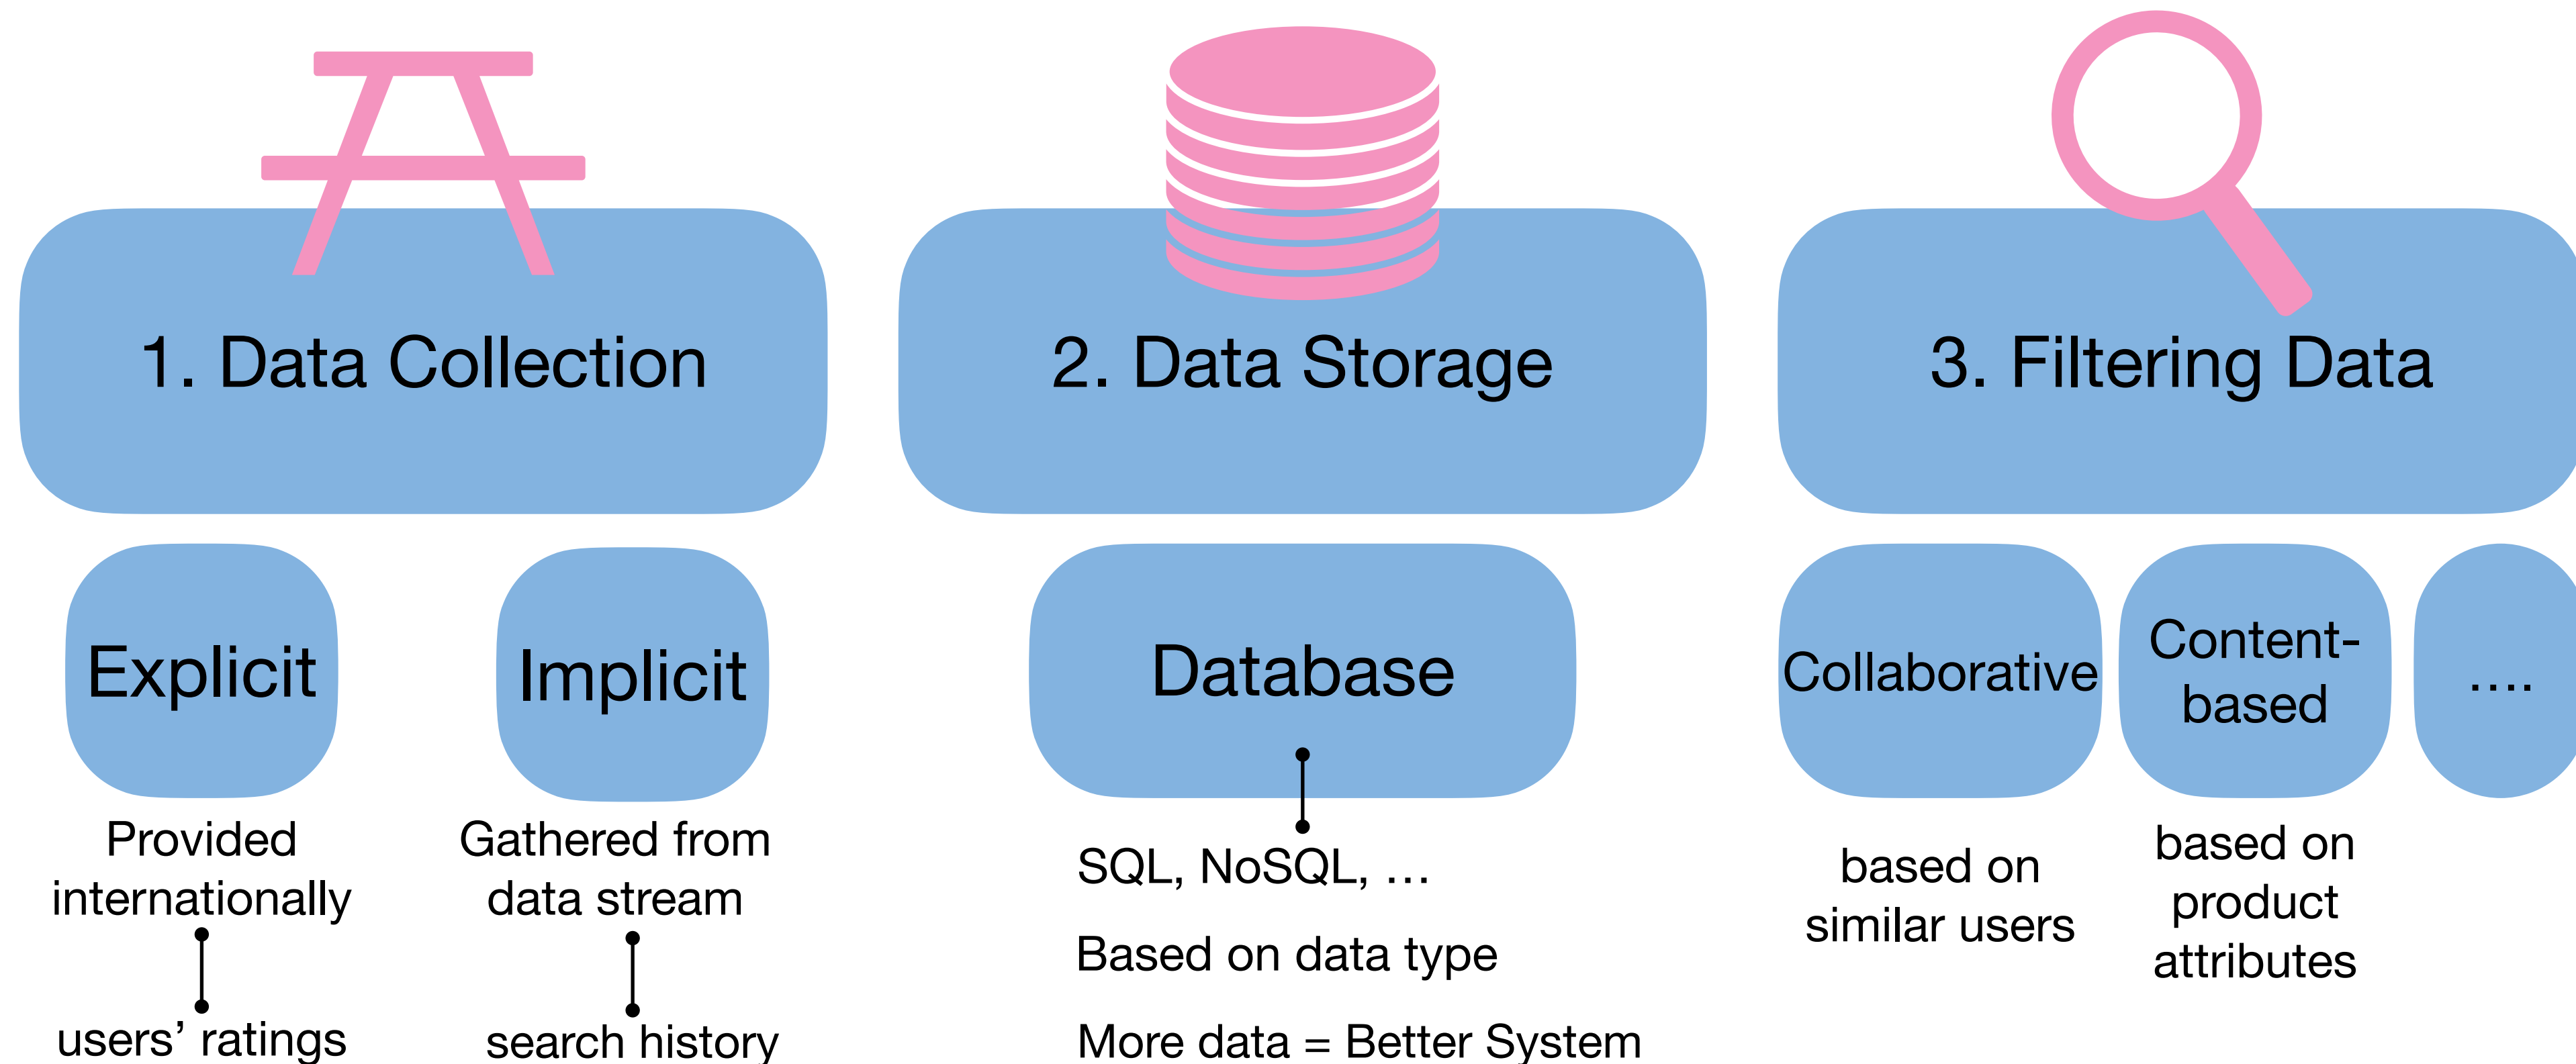 1. Data Collection
2. Data Storage
3. Filtering Data
Explicit
Implicit
Database
Collaborative
Content-
based
....
Provided
internationally
users’ ratings
Gathered from
data stream
search history
SQL, NoSQL, …
Based on data type
More data = Better System
based on
similar users
based on
product
attributes